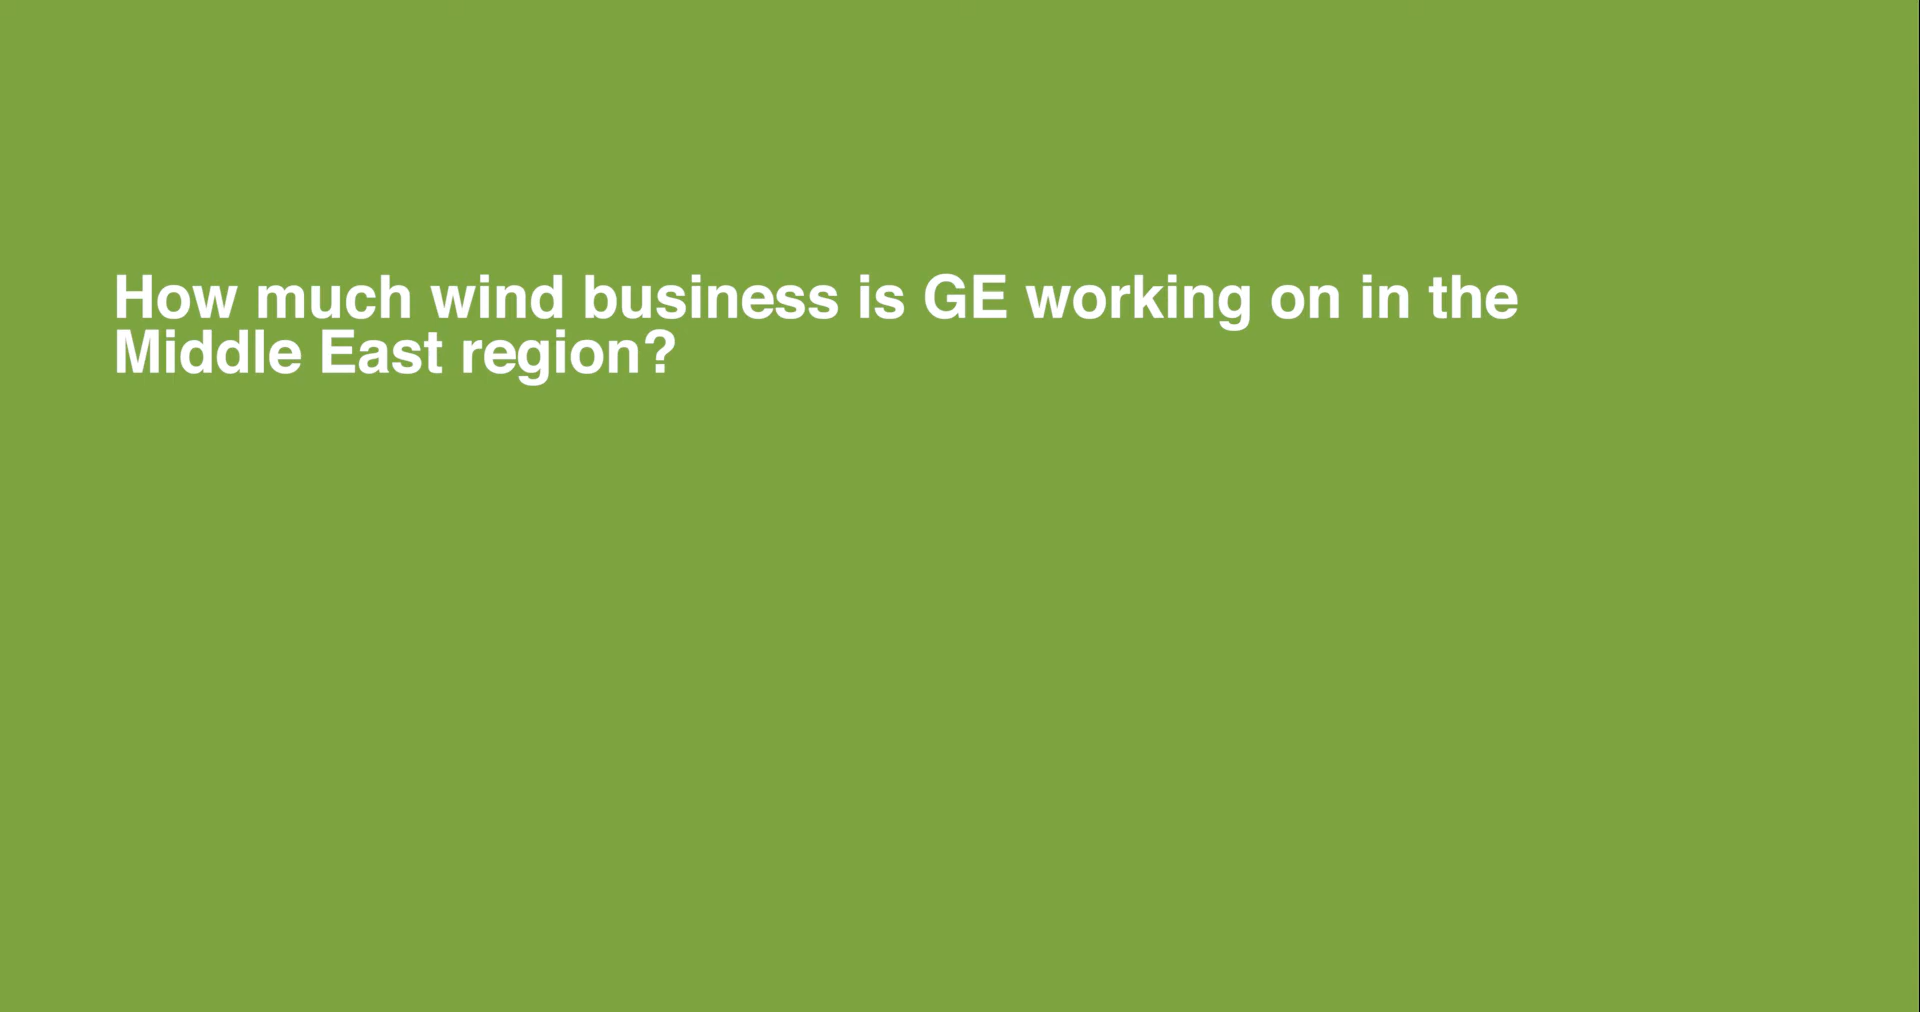 How much wind business is GE working on in the
Middle East region?